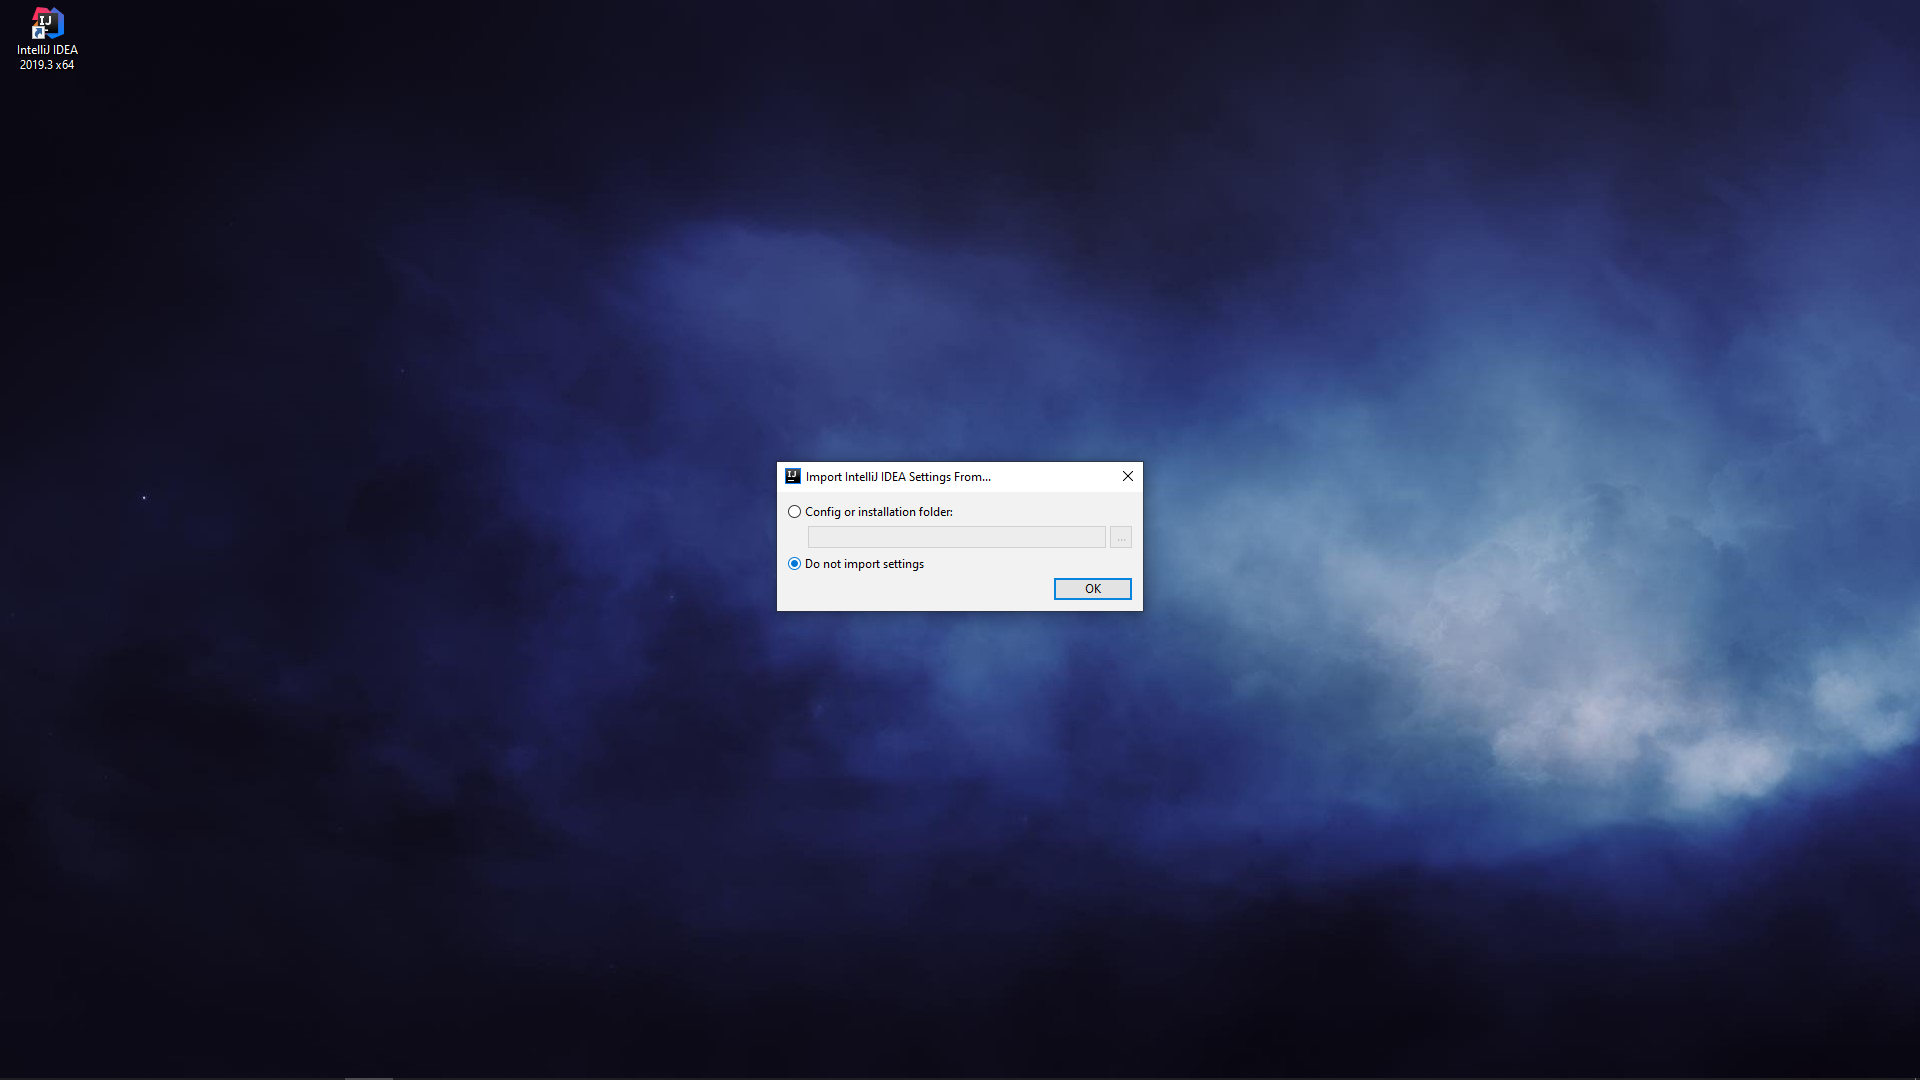 IJ
IntelliJ IDEA
2019.3 x64
IJ
Import IntelliJ IDEA Settings From...
Config or installation folder:
...
Do not import settings
OK